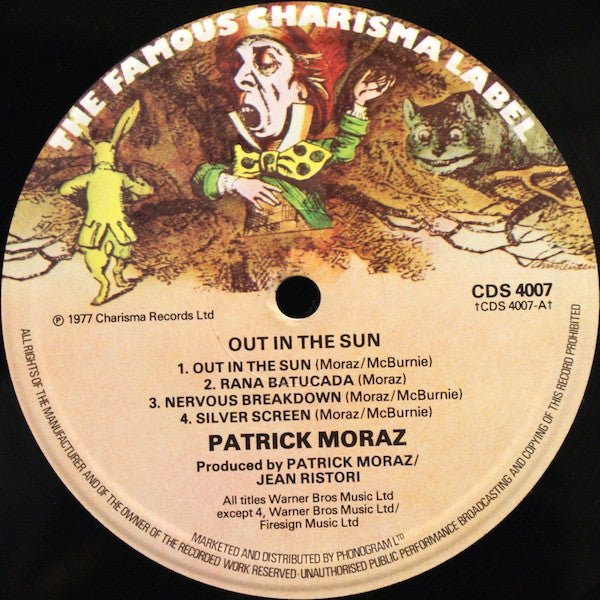 THE FAMOUS CHARISMA LABEL
CDS 4007
†CDS 4007-A†
℗ 1977 Charisma Records Ltd
OUT IN THE SUN
1. OUT IN THE SUN (Moraz/McBurnie)
2. RANA BATUCADA (Moraz)
3. NERVOUS BREAKDOWN (Moraz/McBurnie)
4. SILVER SCREEN (Moraz/McBurnie)
PATRICK MORAZ
Produced by PATRICK MORAZ/
JEAN RISTORI
All titles Warner Bros Music Ltd
except 4, Warner Bros Music Ltd/
Firesign Music Ltd
MARKETED AND DISTRIBUTED BY PHONOGRAM LTD
ALL RIGHTS OF THE MANUFACTURER AND OF THE OWNER OF THE RECORDED WORK RESERVED · UNAUTHORISED PUBLIC PERFORMANCE BROADCASTING AND COPYING OF THIS RECORD PROHIBITED